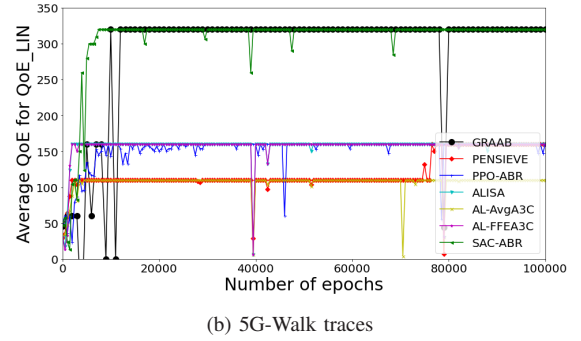 350
300
250
200
150
100
50
0
Average QoE for QoE_LIN
GRAAB
PENSIEVE
PPO-ABR
ALISA
AL-AvgA3C
AL-FFEA3C
SAC-ABR
0 20000 40000 60000 80000 100000
Number of epochs
(b) 5G-Walk traces